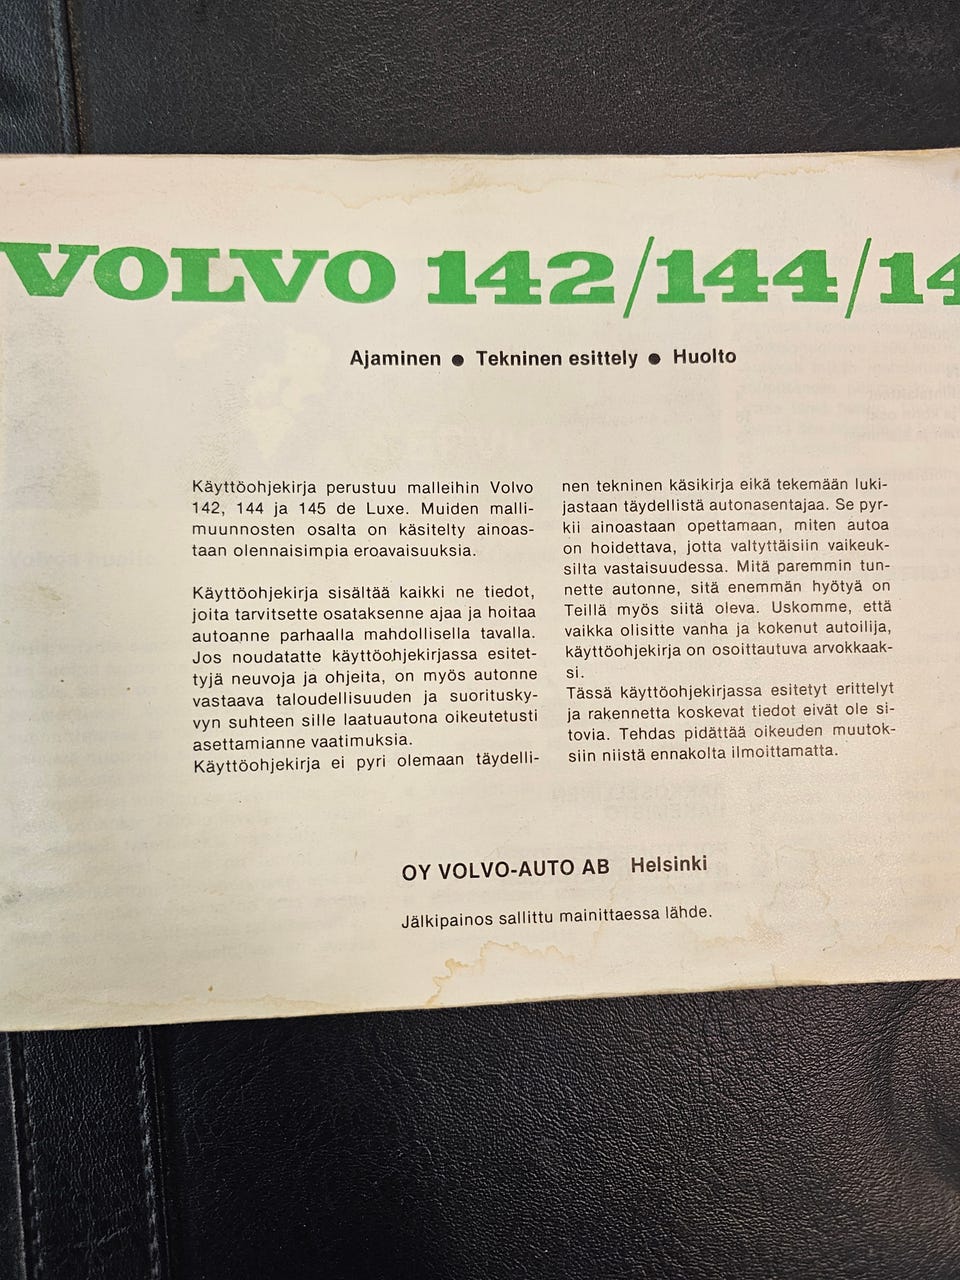 VOLVO 142/144/14
Ajaminen ● Tekninen esittely ● Huolto
Käyttöohjekirja perustuu malleihin Volvo
142, 144 ja 145 de Luxe. Muiden malli-
muunnosten osalta on käsitelty ainoas-
taan olennaisimpia eroavaisuuksia.
Käyttöohjekirja sisältää kaikki ne tiedot,
joita tarvitsette osataksenne ajaa ja hoitaa
autoanne parhaalla mahdollisella tavalla.
Jos noudatatte käyttöohjekirjassa esitet-
tyjä neuvoja ja ohjeita, on myös autonne
vastaava taloudellisuuden ja suoritusky-
vyn suhteen sille laatuautona oikeutetusti
asettamianne vaatimuksia.
Käyttöohjekirja ei pyri olemaan täydelli-
nen tekninen käsikirja eikä tekemään luki-
jastaan täydellistä autonasentajaa. Se pyr-
kii ainoastaan opettamaan, miten autoa
on hoidettava, jotta valtyttäisiin vaikeuk-
silta vastaisuudessa. Mitä paremmin tun-
nette autonne, sitä enemmän hyötyä on
Teillä myös siitä oleva. Uskomme, että
vaikka olisitte vanha ja kokenut autoilija,
käyttöohjekirja on osoittautuva arvokkaak-
si.
Tässä käyttöohjekirjassa esitetyt erittelyt
ja rakennetta koskevat tiedot eivät ole si-
tovia. Tehdas pidättää oikeuden muutok-
siin niistä ennakolta ilmoittamatta.
OY VOLVO-AUTO AB Helsinki
Jälkipainos sallittu mainittaessa lähde.